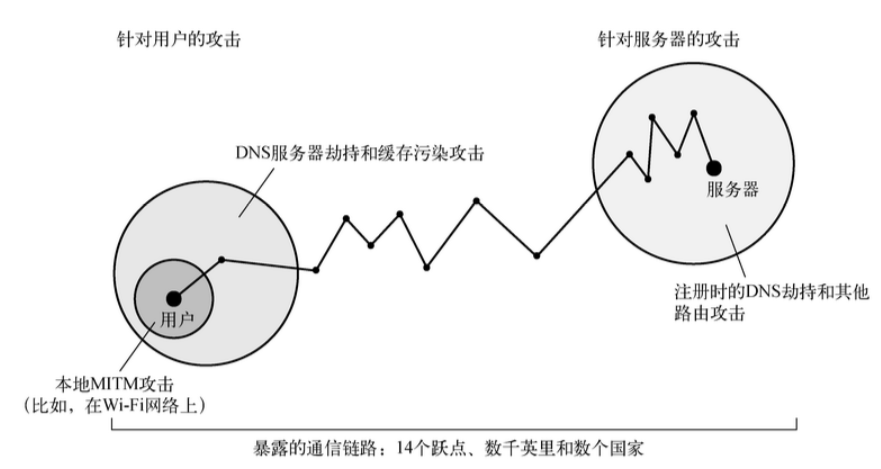 针对用户的攻击
针对服务器的攻击
DNS服务器劫持和缓存污染攻击
服务器
注册时的DNS劫持和其他
路由攻击
用户
本地MITM攻击
（比如，在Wi-Fi网络上）
暴露的通信链路：14个跃点、数千英里和数个国家